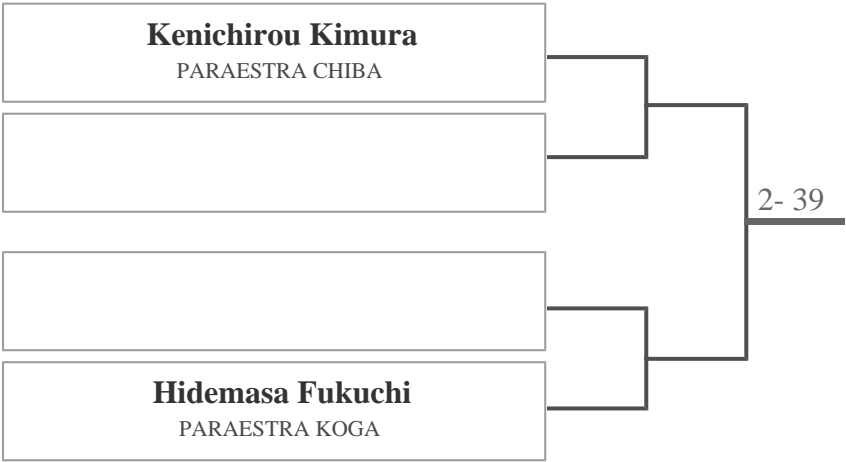 Kenichirou Kimura
PARAESTRA CHIBA
2- 39
Hidemasa Fukuchi
PARAESTRA KOGA